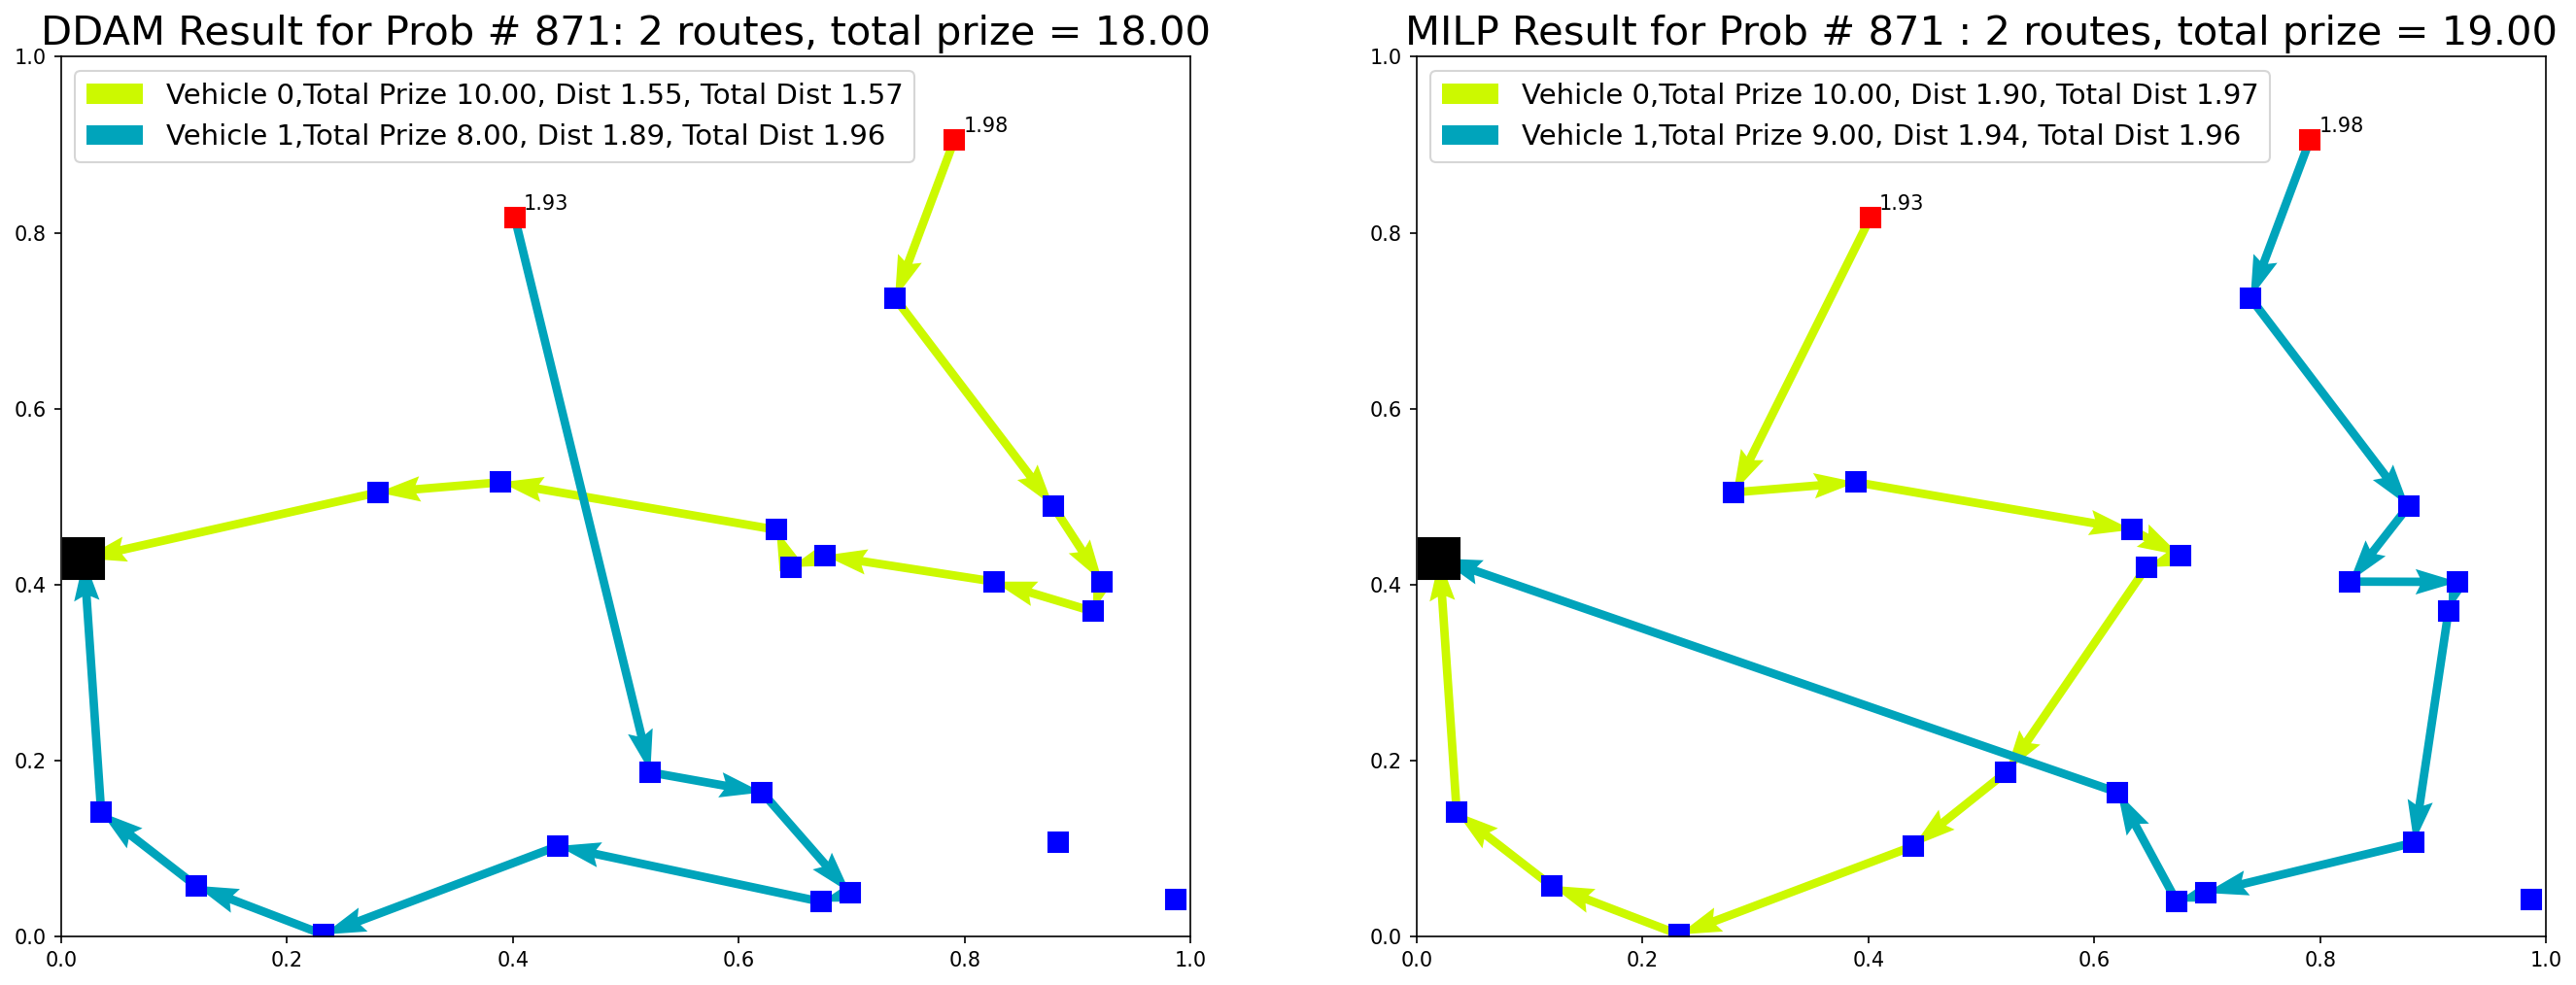 DDAM Result for Prob # 871: 2 routes, total prize = 18.00
1.0
Vehicle 0,Total Prize 10.00, Dist 1.55, Total Dist 1.57
Vehicle 1,Total Prize 8.00, Dist 1.89, Total Dist 1.96
1.98
1.93
0.8
0.6
0.4
0.2
0.0
0.0 0.2 0.4 0.6 0.8 1.0
MILP Result for Prob # 871 : 2 routes, total prize = 19.00
1.0
Vehicle 0,Total Prize 10.00, Dist 1.90, Total Dist 1.97
Vehicle 1,Total Prize 9.00, Dist 1.94, Total Dist 1.96
1.98
1.93
0.8
0.6
0.4
0.2
0.0
0.0 0.2 0.4 0.6 0.8 1.0